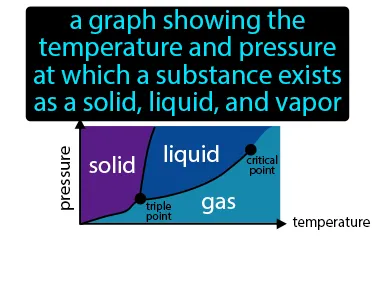 a graph showing the
temperature and pressure
at which a substance exists
as a solid, liquid, and vapor
pressure
solid
liquid
critical
point
triple
point
gas
temperature